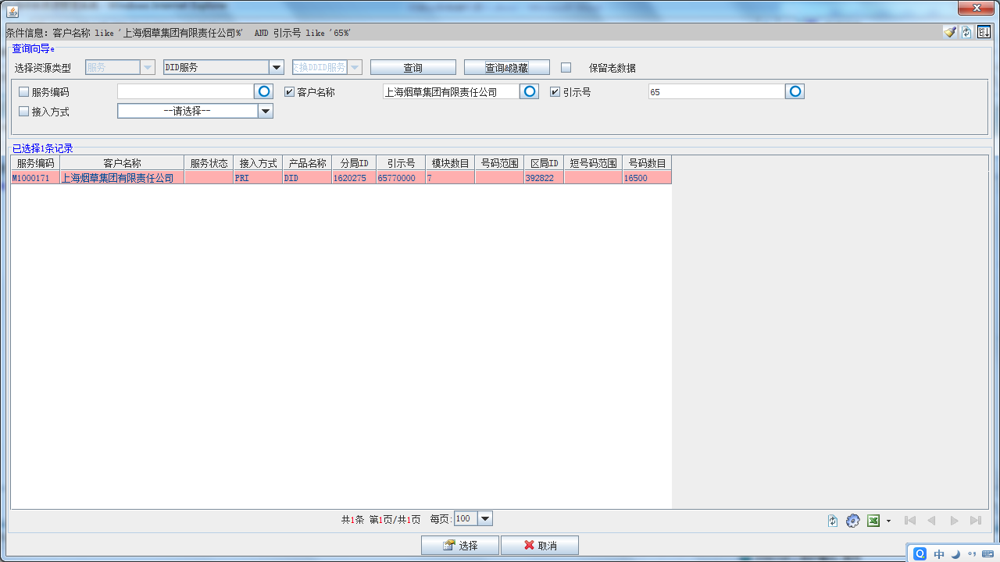 条件信息: 客户名称 like '上海烟草集团有限责任公司%' AND 引示号 like '65%'
查询向导e
选择资源类型 服务 DID服务 交换DDID服务 查询 查询&隐藏 保留老数据
服务编码 客户名称 上海烟草集团有限责任公司 引示号 65
接入方式 --请选择--
已选择1条记录
服务编码 客户名称 服务状态 接入方式 产品名称 分局ID 引示号 模块数目 号码范围 区局ID 短号码范围 号码数目
M1000171 上海烟草集团有限责任公司 PRI DID 1620275 65770000 7 392822 16500
共1条 第1页/共1页 每页: 100
选择 取消
中